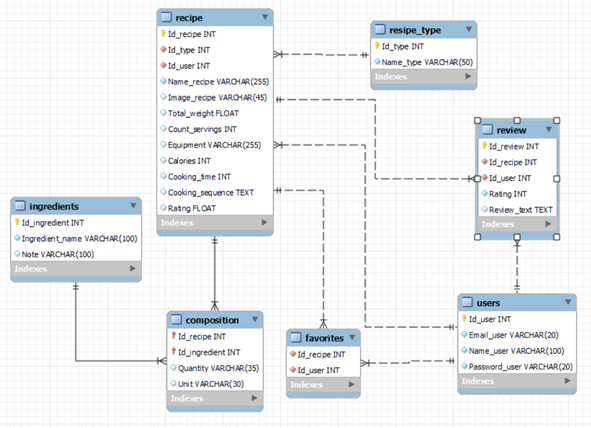 recipe
Id_recipe INT
Id_type INT
Id_user INT
Name_recipe VARCHAR(255)
Image_recipe VARCHAR(45)
Total_weight FLOAT
Count_servings INT
Equipment VARCHAR(255)
Calories INT
Cooking_time INT
Cooking_sequence TEXT
Rating FLOAT
Indexes
resipe_type
Id_type INT
Name_type VARCHAR(50)
Indexes
review
Id_review INT
Id_recipe INT
Id_user INT
Rating INT
Review_text TEXT
Indexes
ingredients
Id_ingredient INT
Ingredient_name VARCHAR(100)
Note VARCHAR(100)
Indexes
composition
Id_recipe INT
Id_ingredient INT
Quantity VARCHAR(35)
Unit VARCHAR(30)
Indexes
favorites
Id_recipe INT
Id_user INT
Indexes
users
Id_user INT
Email_user VARCHAR(20)
Name_user VARCHAR(100)
Password_user VARCHAR(20)
Indexes